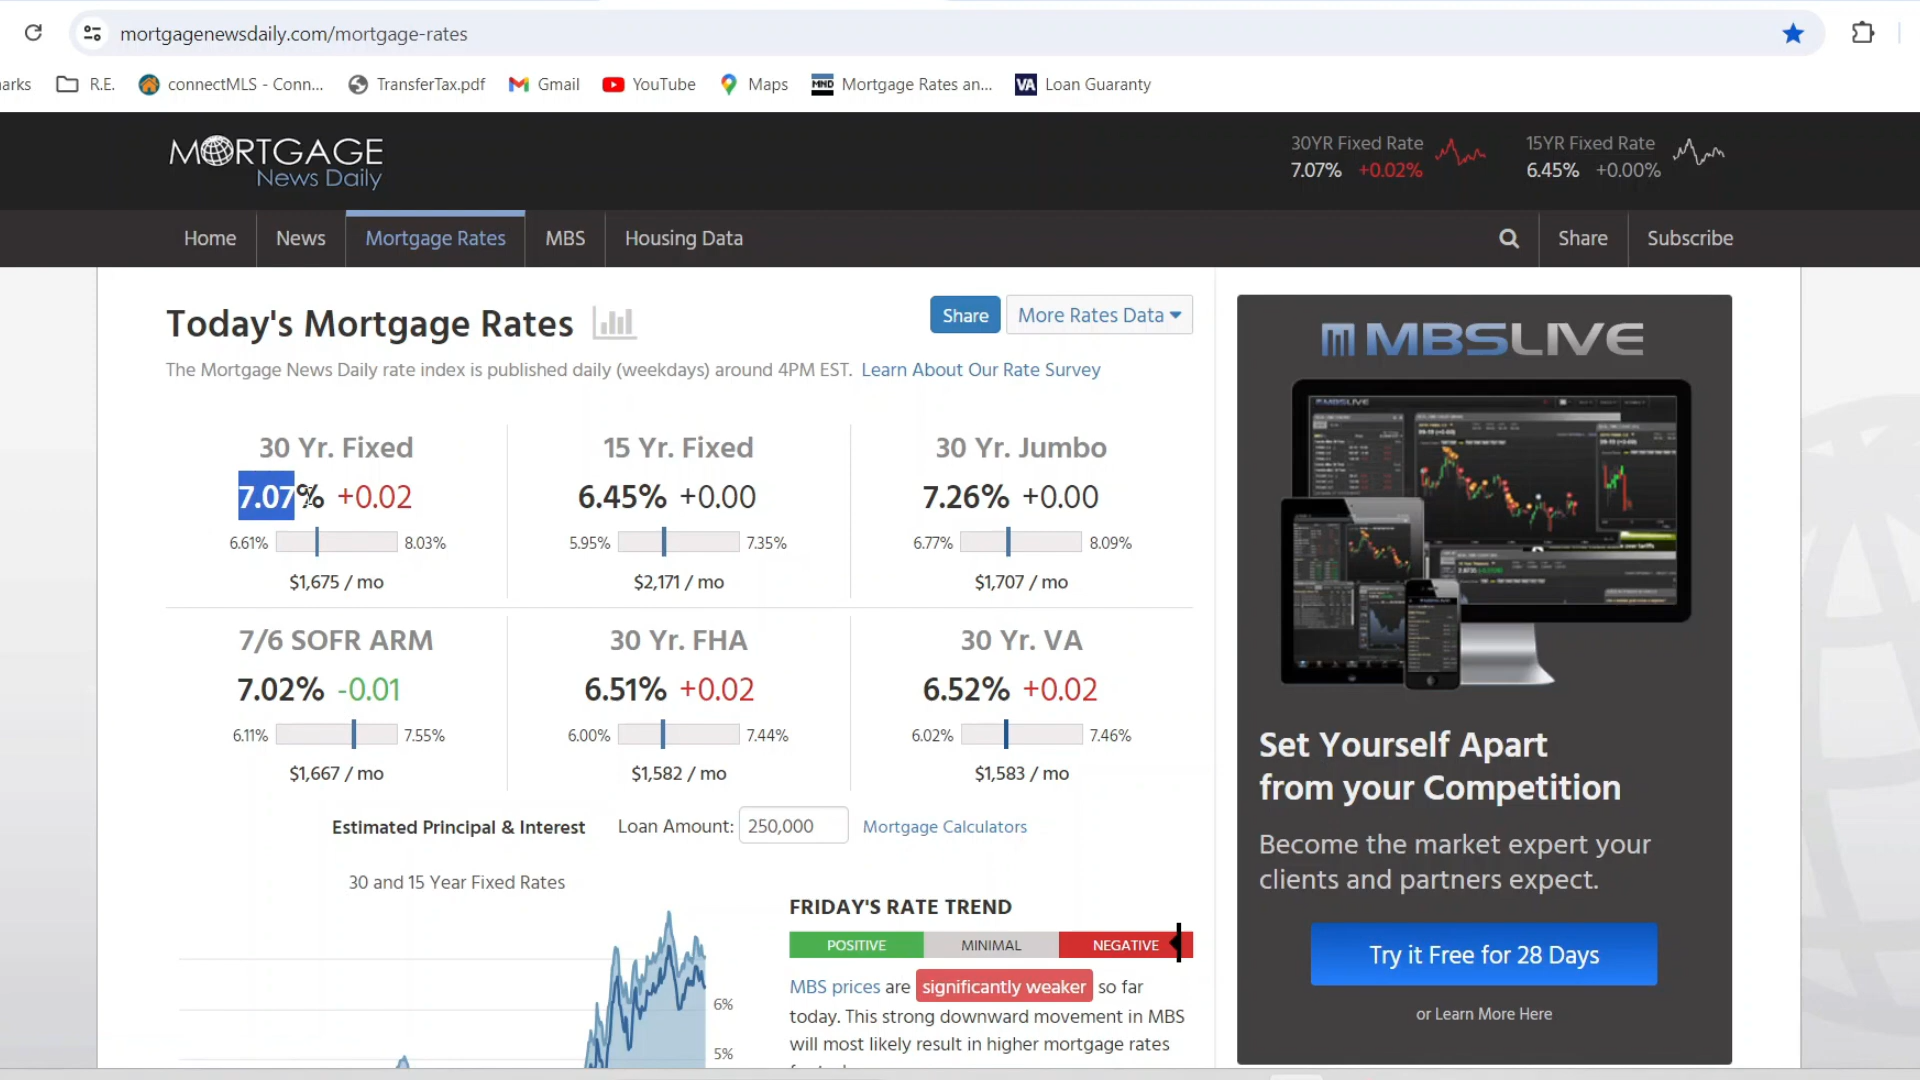 mortgagenewsdaily.com/mortgage-rates
arks R.E. connectMLS - Conn... TransferTax.pdf Gmail YouTube Maps MND Mortgage Rates an... VA Loan Guaranty
MORTGAGE
News Daily
30YR Fixed Rate
7.07% +0.02%
15YR Fixed Rate
6.45% +0.00%
Home News Mortgage Rates MBS Housing Data Share Subscribe
Today's Mortgage Rates
Share More Rates Data
The Mortgage News Daily rate index is published daily (weekdays) around 4PM EST. Learn About Our Rate Survey
30 Yr. Fixed
7.07% +0.02
6.61% 8.03%
$1,675 / mo
15 Yr. Fixed
6.45% +0.00
5.95% 7.35%
$2,171 / mo
30 Yr. Jumbo
7.26% +0.00
6.77% 8.09%
$1,707 / mo
7/6 SOFR ARM
7.02% -0.01
6.11% 7.55%
$1,667 / mo
30 Yr. FHA
6.51% +0.02
6.00% 7.44%
$1,582 / mo
30 Yr. VA
6.52% +0.02
6.02% 7.46%
$1,583 / mo
Estimated Principal & Interest Loan Amount: 250,000 Mortgage Calculators
30 and 15 Year Fixed Rates
6%
5%
FRIDAY'S RATE TREND
POSITIVE MINIMAL NEGATIVE
MBS prices are significantly weaker so far
today. This strong downward movement in MBS
will most likely result in higher mortgage rates
MBSLIVE
MBSLIVE
Set Yourself Apart
from your Competition
Become the market expert your
clients and partners expect.
Try it Free for 28 Days
or Learn More Here